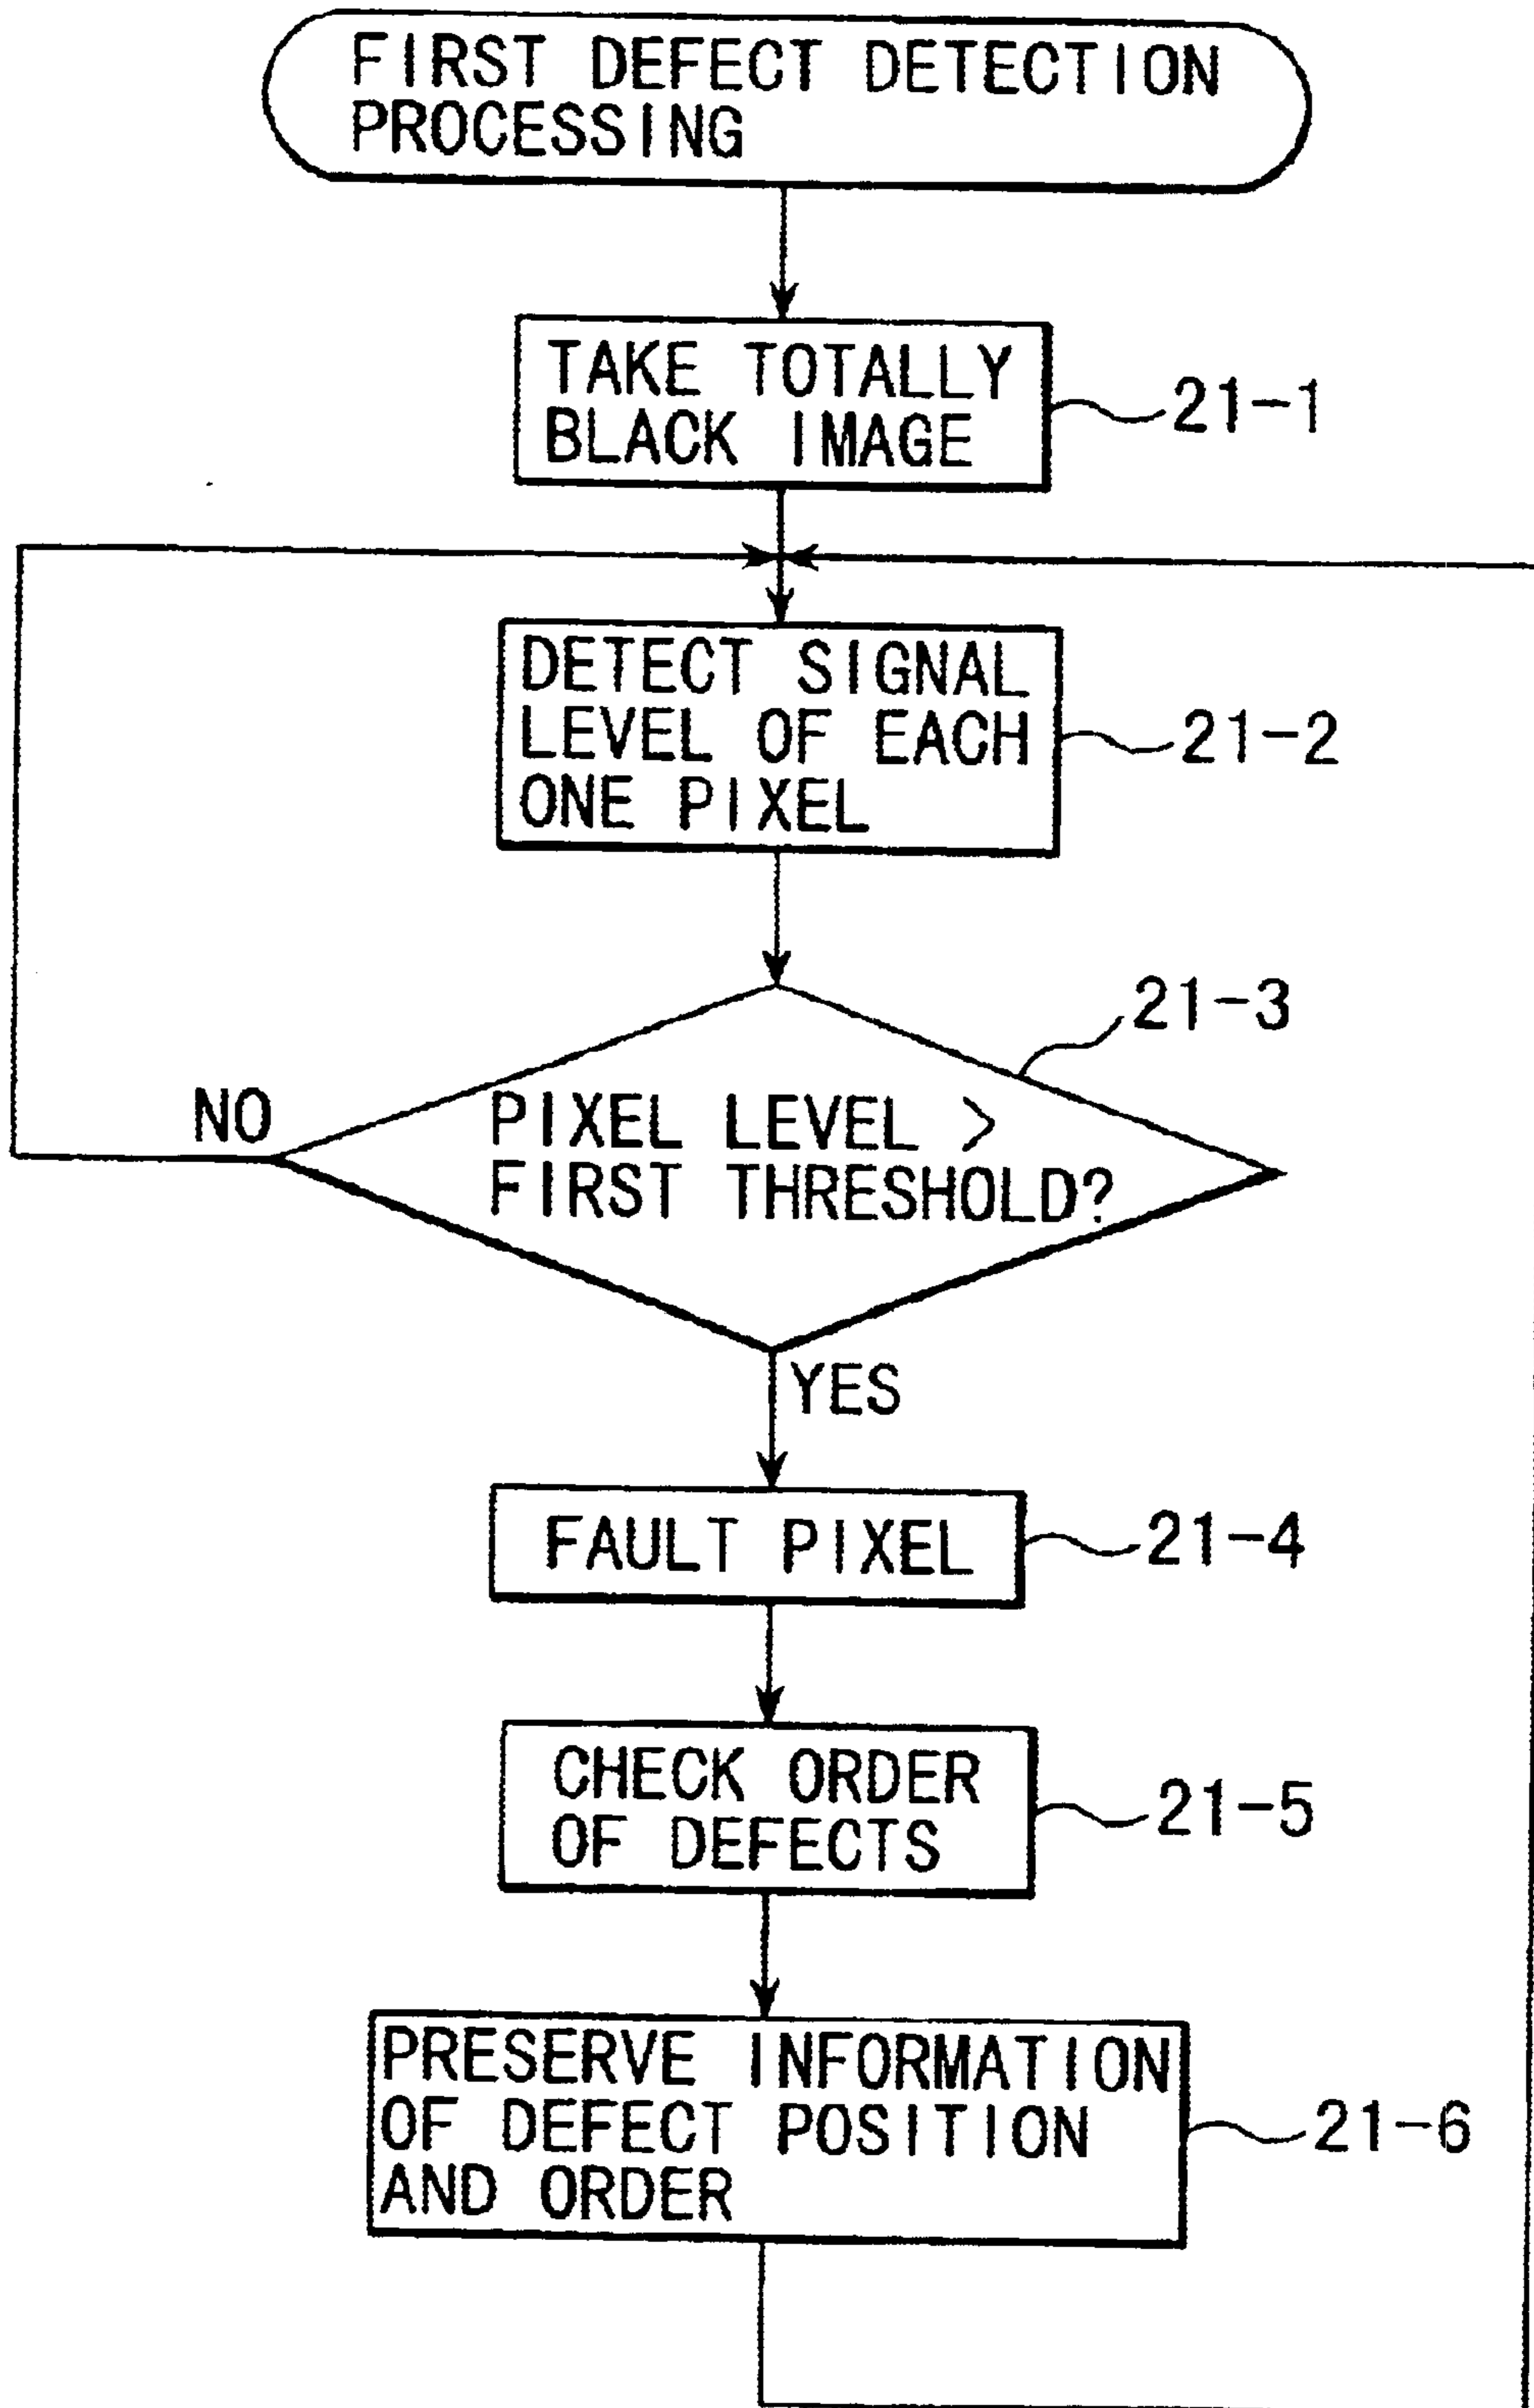 FIRST DEFECT DETECTION
PROCESSING
TAKE TOTALLY
BLACK IMAGE
21-1
DETECT SIGNAL
LEVEL OF EACH
ONE PIXEL
21-2
21-3
NO
PIXEL LEVEL >
FIRST THRESHOLD?
YES
FAULT PIXEL
21-4
CHECK ORDER
OF DEFECTS
21-5
PRESERVE INFORMATION
OF DEFECT POSITION
AND ORDER
21-6